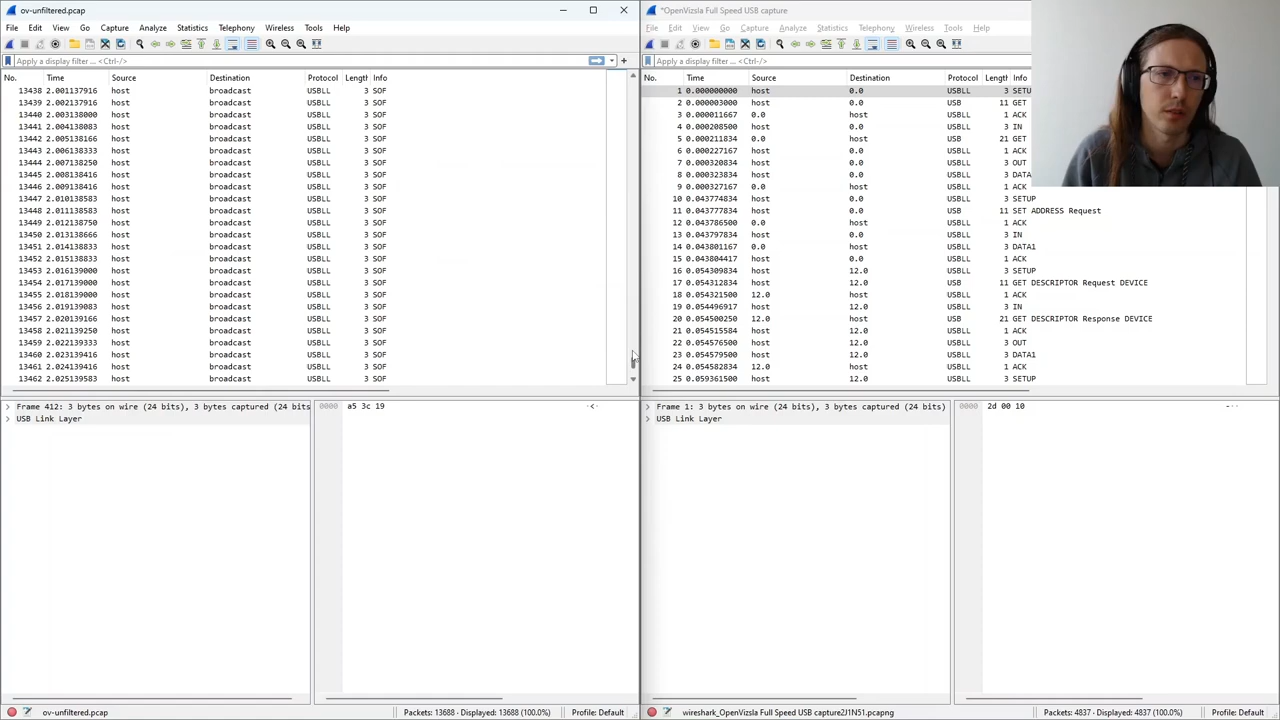 ov-unfiltered.pcap
File Edit View Go Capture Analyze Statistics Telephony Wireless Tools Help
Apply a display filter ... <Ctrl-/>
No. Time Source Destination Protocol Length Info
13438 2.001137916 host broadcast USBLL 3 SOF
13439 2.002137916 host broadcast USBLL 3 SOF
13440 2.003138000 host broadcast USBLL 3 SOF
13441 2.004138083 host broadcast USBLL 3 SOF
13442 2.005138166 host broadcast USBLL 3 SOF
13443 2.006138333 host broadcast USBLL 3 SOF
13444 2.007138250 host broadcast USBLL 3 SOF
13445 2.008138416 host broadcast USBLL 3 SOF
13446 2.009138416 host broadcast USBLL 3 SOF
13447 2.010138583 host broadcast USBLL 3 SOF
13448 2.011138583 host broadcast USBLL 3 SOF
13449 2.012138750 host broadcast USBLL 3 SOF
13450 2.013138666 host broadcast USBLL 3 SOF
13451 2.014138833 host broadcast USBLL 3 SOF
13452 2.015138833 host broadcast USBLL 3 SOF
13453 2.016139000 host broadcast USBLL 3 SOF
13454 2.017139000 host broadcast USBLL 3 SOF
13455 2.018139000 host broadcast USBLL 3 SOF
13456 2.019139083 host broadcast USBLL 3 SOF
13457 2.020139166 host broadcast USBLL 3 SOF
13458 2.021139250 host broadcast USBLL 3 SOF
13459 2.022139333 host broadcast USBLL 3 SOF
13460 2.023139416 host broadcast USBLL 3 SOF
13461 2.024139416 host broadcast USBLL 3 SOF
13462 2.025139583 host broadcast USBLL 3 SOF
Frame 412: 3 bytes on wire (24 bits), 3 bytes captured (24 bits
USB Link Layer
0000 a5 3c 19 ·<·
ov-unfiltered.pcap Packets: 13688 · Displayed: 13688 (100.0%) Profile: Default
*OpenVizsla Full Speed USB capture
File Edit View Go Capture Analyze Statistics Telephony Wireless Tools Help
Apply a display filter ... <Ctrl-/>
No. Time Source Destination Protocol Length Info
1 0.000000000 host 0.0 USBLL 3 SETU
2 0.000003000 host 0.0 USB 11 GET
3 0.000011667 0.0 host USBLL 1 ACK
4 0.000208500 host 0.0 USBLL 3 IN
5 0.000211834 0.0 host USB 21 GET
6 0.000227167 host 0.0 USBLL 1 ACK
7 0.000320834 host 0.0 USBLL 3 OUT
8 0.000323834 host 0.0 USBLL 3 DATA
9 0.000327167 0.0 host USBLL 1 ACK
10 0.043774834 host 0.0 USBLL 3 SETUP
11 0.043777834 host 0.0 USB 11 SET ADDRESS Request
12 0.043786500 0.0 host USBLL 1 ACK
13 0.043797834 host 0.0 USBLL 3 IN
14 0.043801167 0.0 host USBLL 3 DATA1
15 0.043804417 host 0.0 USBLL 1 ACK
16 0.054309834 host 12.0 USBLL 3 SETUP
17 0.054312834 host 12.0 USB 11 GET DESCRIPTOR Request DEVICE
18 0.054321500 12.0 host USBLL 1 ACK
19 0.054496917 host 12.0 USBLL 3 IN
20 0.054500250 12.0 host USB 21 GET DESCRIPTOR Response DEVICE
21 0.054515584 host 12.0 USBLL 1 ACK
22 0.054576500 host 12.0 USBLL 3 OUT
23 0.054579500 host 12.0 USBLL 3 DATA1
24 0.054582834 12.0 host USBLL 1 ACK
25 0.059361500 host 12.0 USBLL 3 SETUP
Frame 1: 3 bytes on wire (24 bits), 3 bytes captured (24 bits)
USB Link Layer
0000 2d 00 10 -··
wireshark_OpenVizsla Full Speed USB capture2J1N51.pcapng Packets: 4837 · Displayed: 4837 (100.0%) Profile: Default